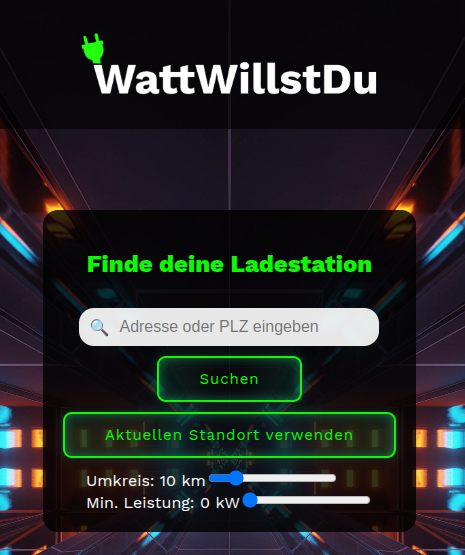 WattWillstDu
Finde deine Ladestation
Adresse oder PLZ eingeben
Suchen
Aktuellen Standort verwenden
Umkreis: 10 km
Min. Leistung: 0 kW